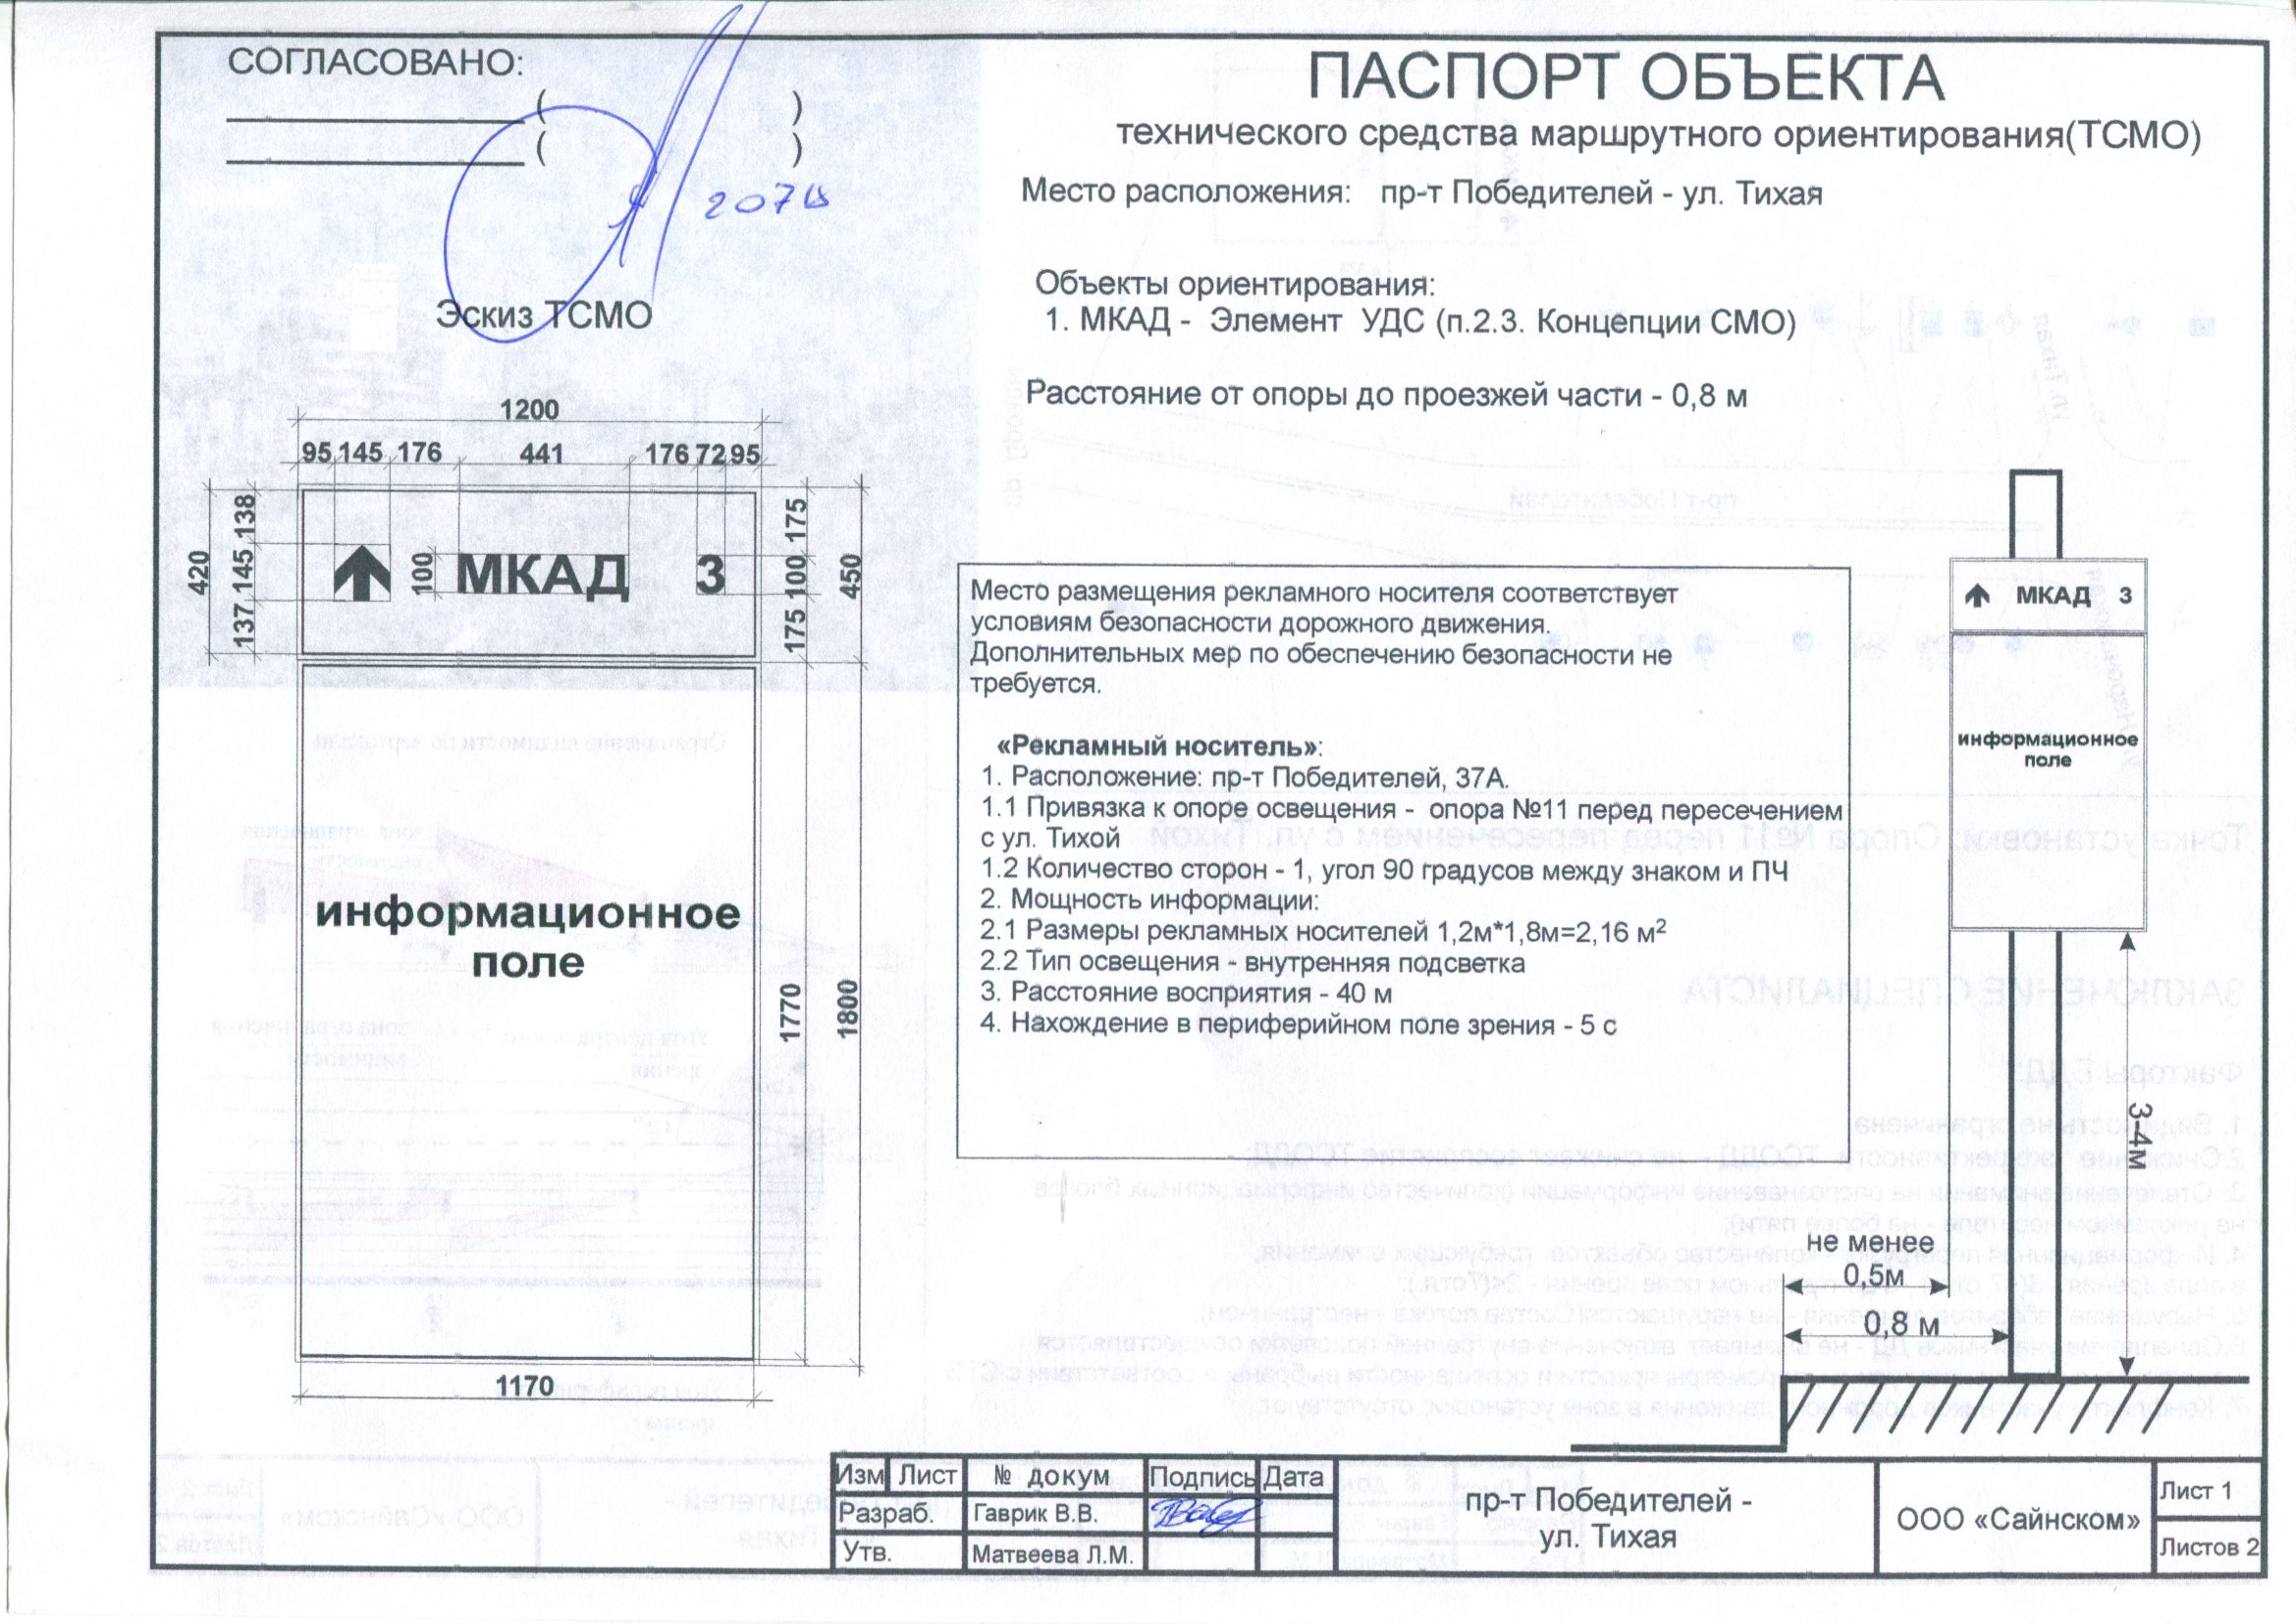 СОГЛАСОВАНО:
( )
( )
Эскиз ТСМО
ПАСПОРТ ОБЪЕКТА
технического средства маршрутного ориентирования(ТСМО)
Место расположения: пр-т Победителей - ул. Тихая
Объекты ориентирования:
1. МКАД - Элемент УДС (п.2.3. Концепции СМО)
Расстояние от опоры до проезжей части - 0,8 м
1200
95 145 176 441 176 72 95
420
137 145 138
100
МКАД 3
175 100 175
450
информационное
поле
1770
1800
1170
Место размещения рекламного носителя соответствует
условиям безопасности дорожного движения.
Дополнительных мер по обеспечению безопасности не
требуется.
«Рекламный носитель»:
1. Расположение: пр-т Победителей, 37А.
1.1 Привязка к опоре освещения - опора №11 перед пересечением
с ул. Тихой
1.2 Количество сторон - 1, угол 90 градусов между знаком и ПЧ
2. Мощность информации:
2.1 Размеры рекламных носителей 1,2м*1,8м=2,16 м²
2.2 Тип освещения - внутренняя подсветка
3. Расстояние восприятия - 40 м
4. Нахождение в периферийном поле зрения - 5 с
МКАД 3
информационное
поле
3-4м
не менее
0,5м
0,8 м
Изм Лист № докум Подпись Дата
Разраб. Гаврик В.В.
Утв. Матвеева Л.М.
пр-т Победителей -
ул. Тихая
ООО «Сайнском»
Лист 1
Листов 2